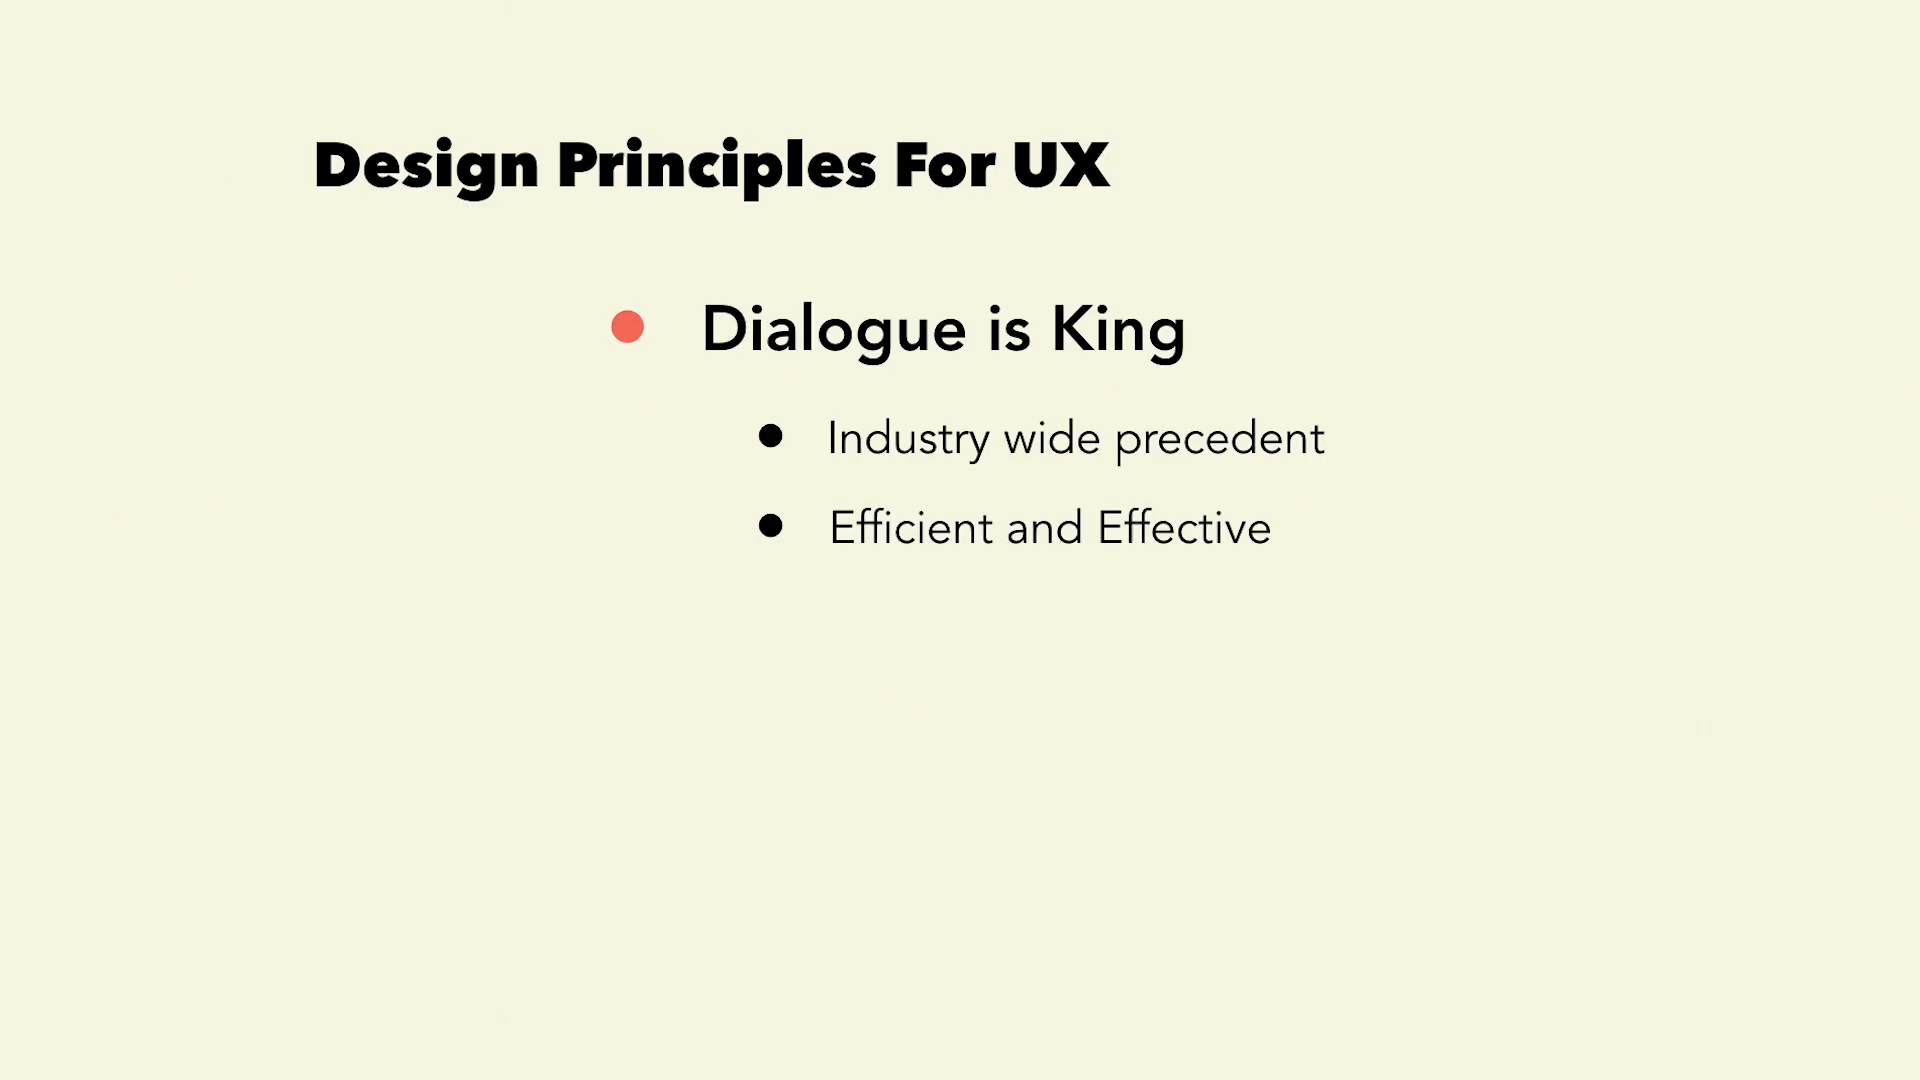 Design Principles For UX
Dialogue is King
Industry wide precedent
Efficient and Effective